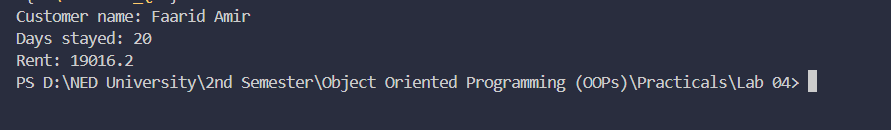 Customer name: Faarid Amir
Days stayed: 20
Rent: 19016.2
PS D:\NED University\2nd Semester\Object Oriented Programming (OOPs)\Practicals\Lab 04>